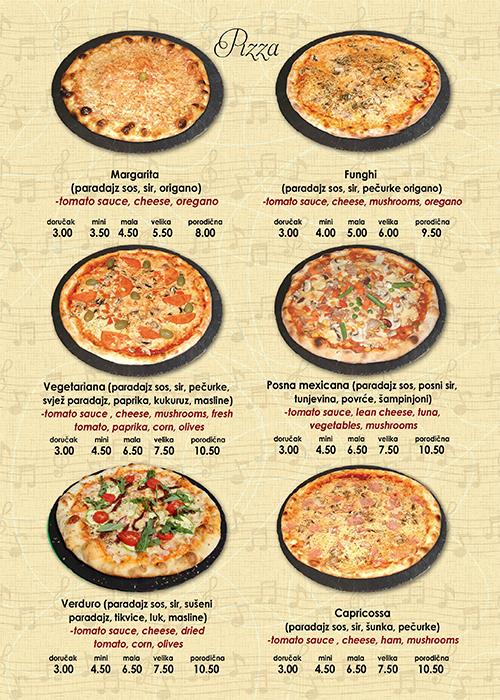 Pizza
Margarita
(paradajz sos, sir, origano)
-tomato sauce, cheese, oregano
doručak mini mala velika porodična
3.00 3.50 4.50 5.50 8.00
Funghi
(paradajz sos, sir, pečurke origano)
-tomato sauce, cheese, mushrooms, oregano
doručak mini mala velika porodična
3.00 4.00 5.00 6.00 9.50
Vegetariana (paradajz sos, sir, pečurke,
svjež paradajz, paprika, kukuruz, masline)
-tomato sauce , cheese, mushrooms, fresh
tomato, paprika, corn, olives
doručak mini mala velika porodična
3.00 4.50 6.50 7.50 10.50
Posna mexicana (paradajz sos, posni sir,
tunjevina, povrće, šampinjoni)
-tomato sauce, lean cheese, tuna,
vegetables, mushrooms
doručak mini mala velika porodična
3.00 4.50 6.50 7.50 10.50
Verduro (paradajz sos, sir, sušeni
paradajz, tikvice, luk, masline)
-tomato sauce, cheese, dried
tomato, corn, olives
doručak mini mala velika porodična
3.00 4.50 6.50 7.50 10.50
Capricossa
(paradajz sos, sir, šunka, pečurke)
-tomato sauce , cheese, ham, mushrooms
doručak mini mala velika porodična
3.00 4.50 6.50 7.50 10.50